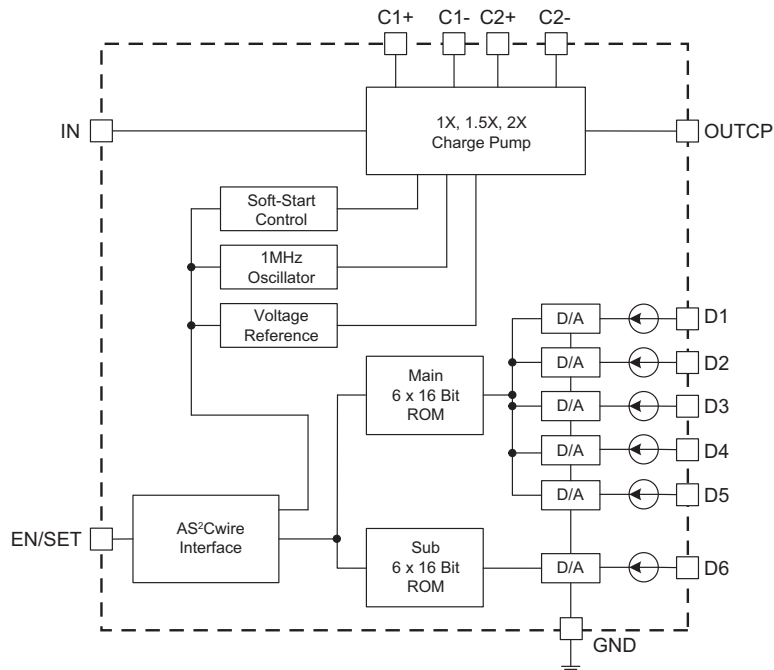 C1+ C1- C2+ C2-
IN
1X, 1.5X, 2X
Charge Pump
OUTCP
Soft-Start
Control
1MHz
Oscillator
Voltage
Reference
D/A
D1
D/A
D2
Main
6 x 16 Bit
ROM
D/A
D3
D/A
D4
D/A
D5
EN/SET
AS²Cwire
Interface
Sub
6 x 16 Bit
ROM
D/A
D6
GND